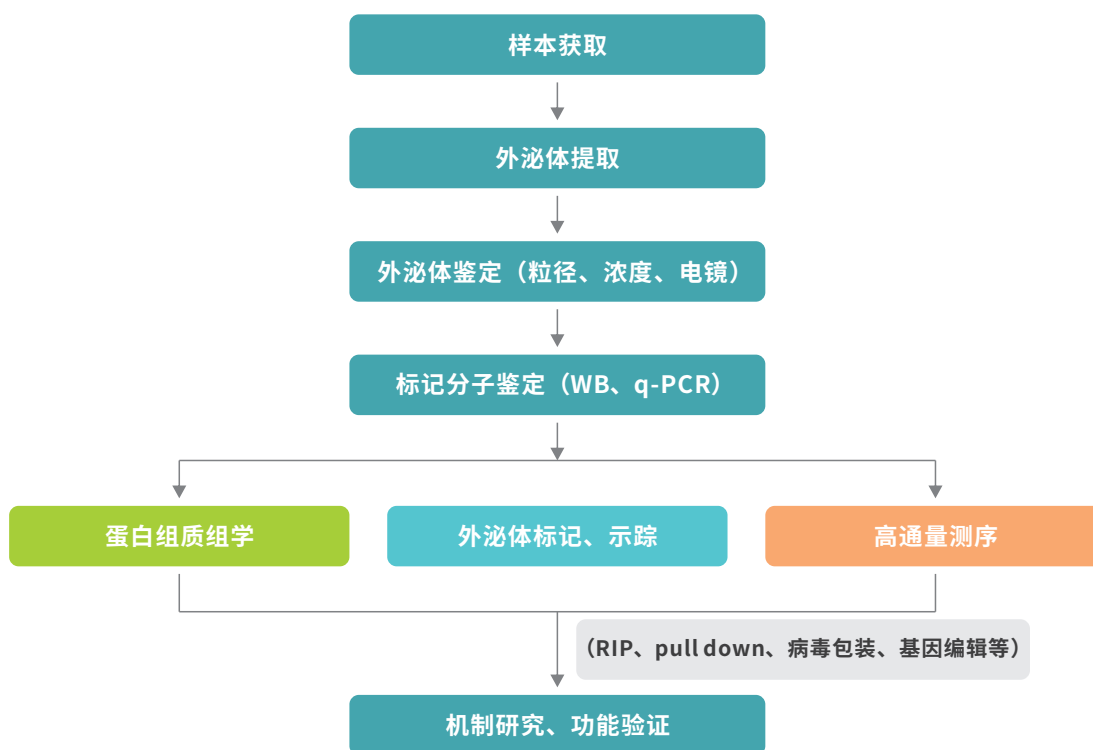 样本获取
外泌体提取
外泌体鉴定（粒径、浓度、电镜）
标记分子鉴定（WB、q-PCR）
蛋白组质组学
外泌体标记、示踪
高通量测序
（RIP、pull down、病毒包装、基因编辑等）
机制研究、功能验证